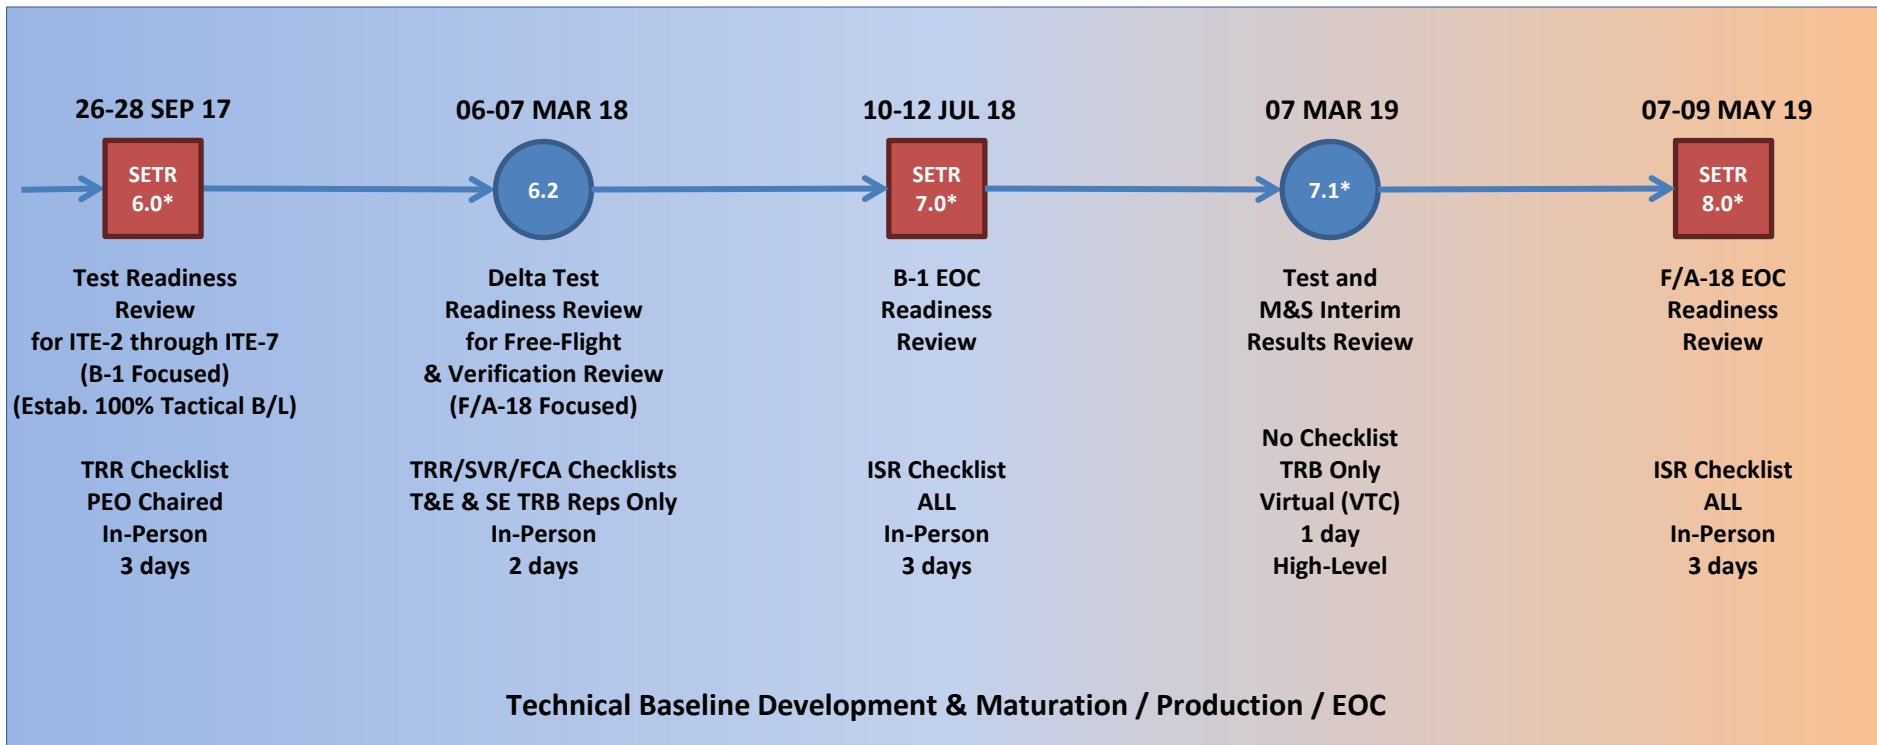 26-28 SEP 17
SETR
6.0*
Test Readiness
Review
for ITE-2 through ITE-7
(B-1 Focused)
(Estab. 100% Tactical B/L)
TRR Checklist
PEO Chaired
In-Person
3 days
06-07 MAR 18
6.2
Delta Test
Readiness Review
for Free-Flight
& Verification Review
(F/A-18 Focused)
TRR/SVR/FCA Checklists
T&E & SE TRB Reps Only
In-Person
2 days
10-12 JUL 18
SETR
7.0*
B-1 EOC
Readiness
Review
ISR Checklist
ALL
In-Person
3 days
07 MAR 19
7.1*
Test and
M&S Interim
Results Review
No Checklist
TRB Only
Virtual (VTC)
1 day
High-Level
07-09 MAY 19
SETR
8.0*
F/A-18 EOC
Readiness
Review
ISR Checklist
ALL
In-Person
3 days
Technical Baseline Development & Maturation / Production / EOC